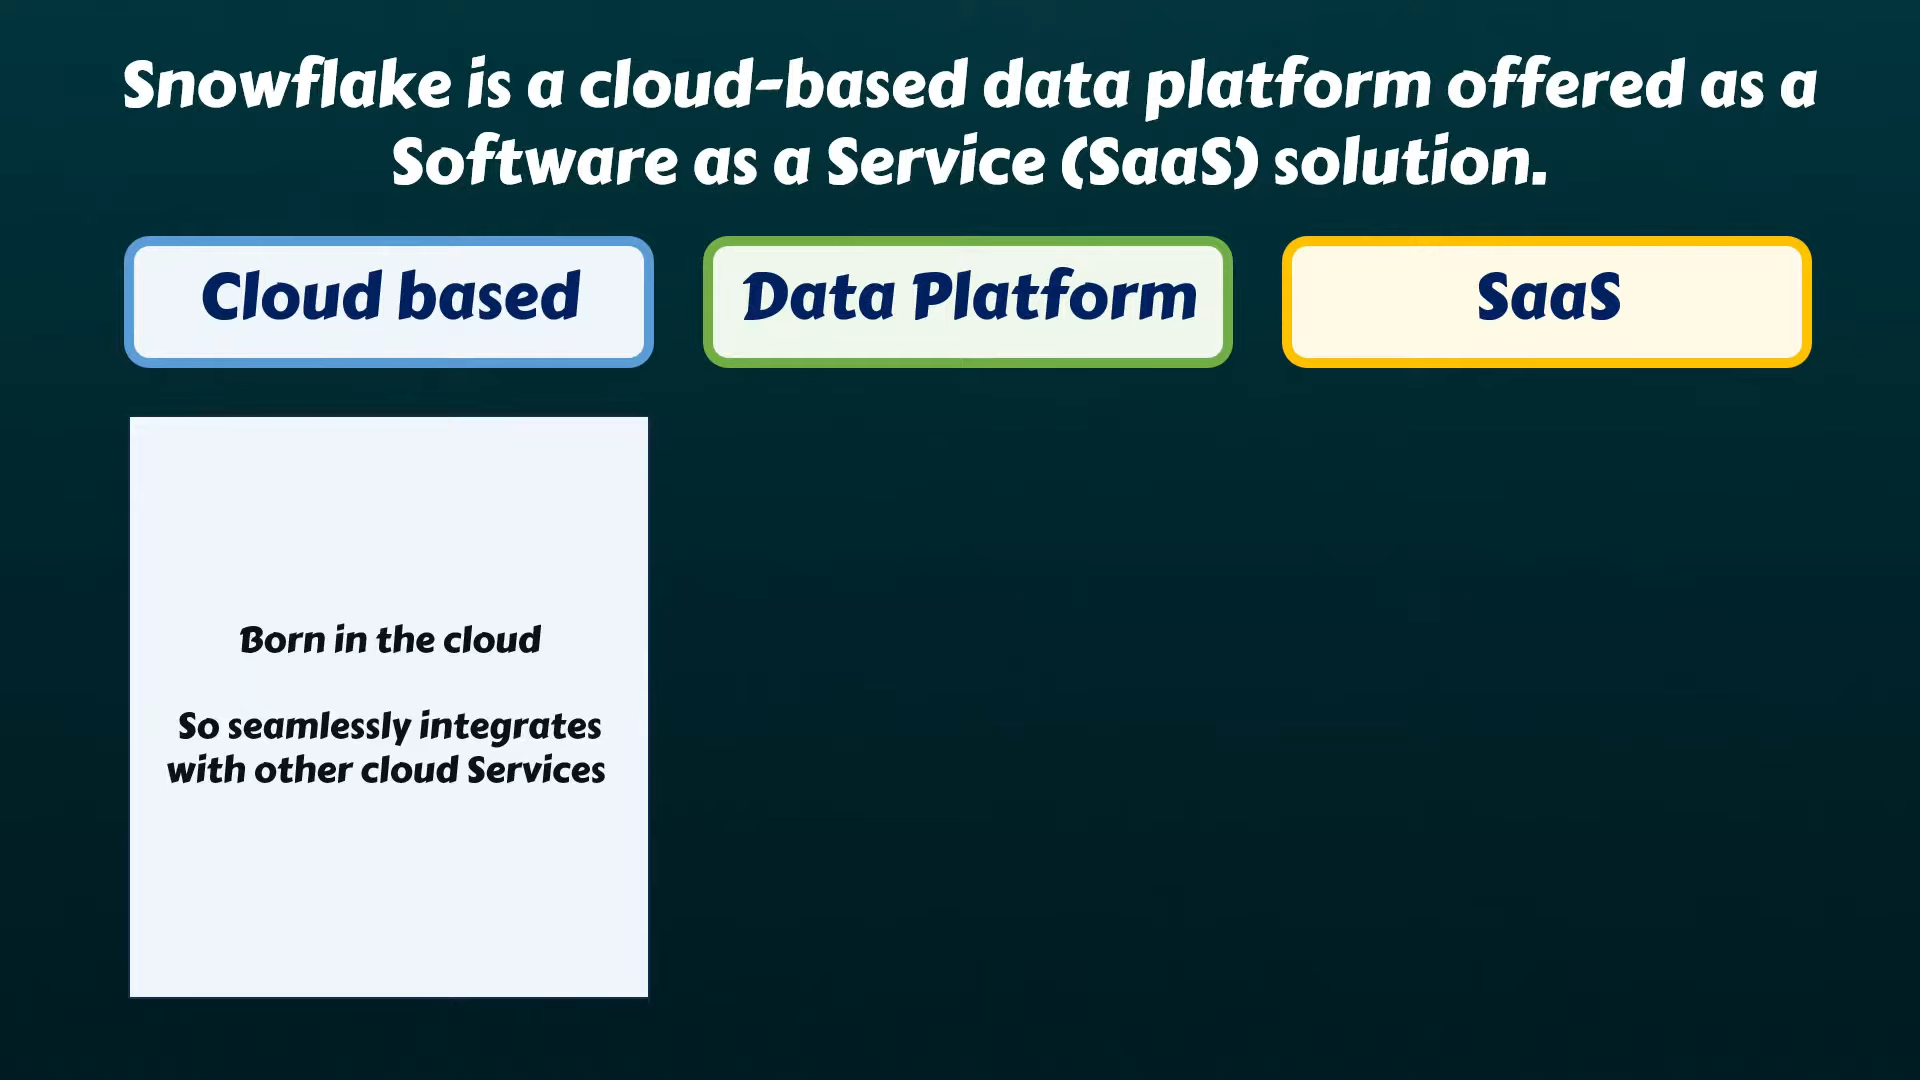 Snowflake is a cloud-based data platform offered as a
Software as a Service (SaaS) solution.
Cloud based
Data Platform
SaaS
Born in the cloud
So seamlessly integrates
with other cloud Services